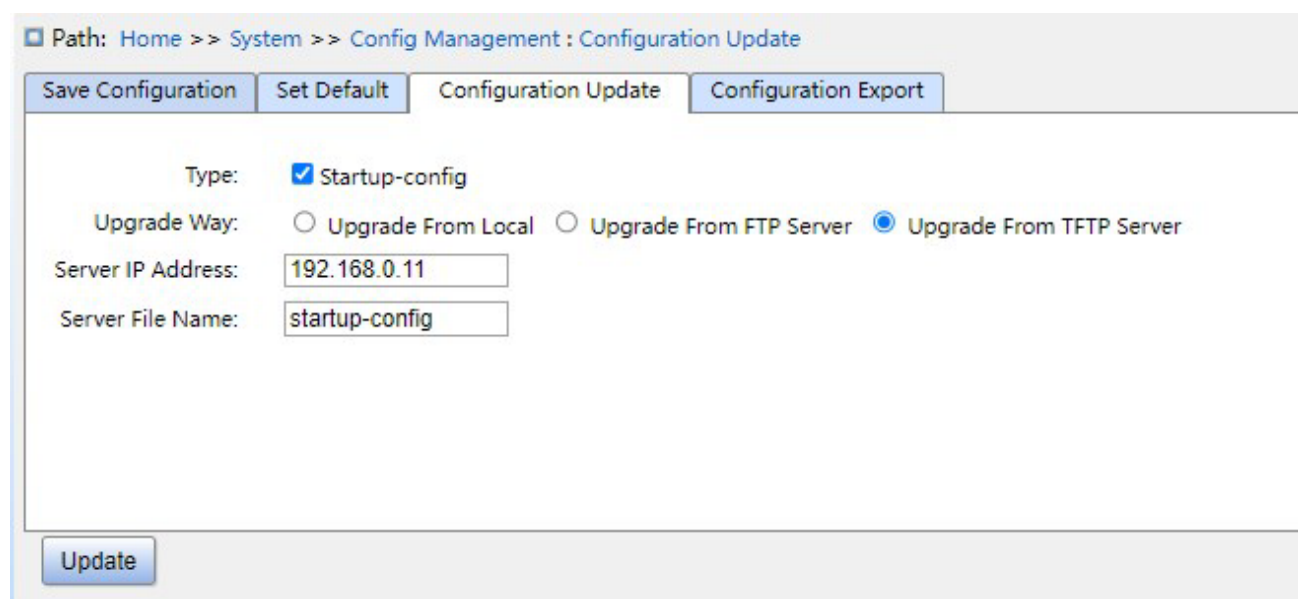 Path: Home >> System >> Config Management : Configuration Update
Save Configuration Set Default Configuration Update Configuration Export
Type: Startup-config
Upgrade Way: Upgrade From Local Upgrade From FTP Server Upgrade From TFTP Server
Server IP Address: 192.168.0.11
Server File Name: startup-config
Update